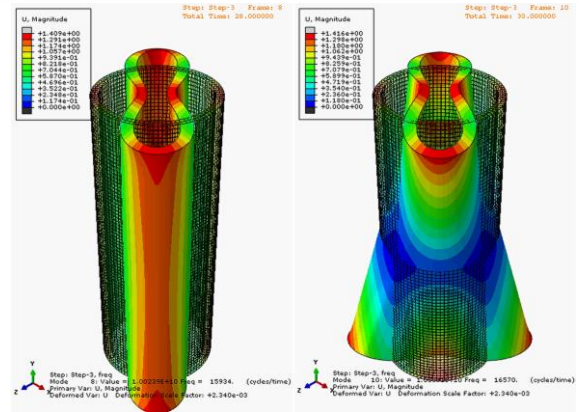 Step: Step-3 Frame: 8
Total Time: 28.000000
U, Magnitude
+1.409e+00
+1.291e+00
+1.174e+00
+1.057e+00
+9.391e-01
+8.218e-01
+7.044e-01
+5.870e-01
+4.696e-01
+3.522e-01
+2.348e-01
+1.174e-01
+0.000e+00
Y
Z
X
Step: Step-3, freq
Mode 8: Value = 1.00239E+10 Freq = 15934. (cycles/time)
Primary Var: U, Magnitude
Deformed Var: U Deformation Scale Factor: +2.340e-03
Step: Step-3 Frame: 10
Total Time: 30.000000
U, Magnitude
+1.416e+00
+1.298e+00
+1.180e+00
+1.062e+00
+9.439e-01
+8.259e-01
+7.079e-01
+5.899e-01
+4.719e-01
+3.540e-01
+2.360e-01
+1.180e-01
+0.000e+00
Y
Z
X
Step: Step-3, freq
Mode 10: Value = Freq = 16570. (cycles/time)
Primary Var: U, Magnitude
Deformed Var: U Deformation Scale Factor: +2.340e-03